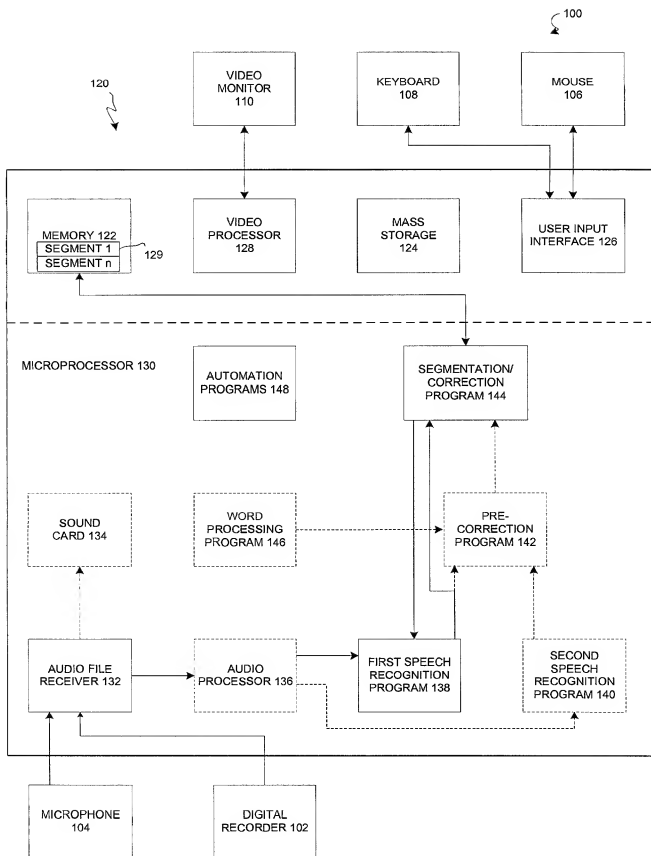 100
120
VIDEO
MONITOR
110
KEYBOARD
108
MOUSE
106
MEMORY 122
SEGMENT 1
SEGMENT n
129
VIDEO
PROCESSOR
128
MASS
STORAGE
124
USER INPUT
INTERFACE 126
MICROPROCESSOR 130
AUTOMATION
PROGRAMS 148
SEGMENTATION/
CORRECTION
PROGRAM 144
SOUND
CARD 134
WORD
PROCESSING
PROGRAM 146
PRE-
CORRECTION
PROGRAM 142
AUDIO FILE
RECEIVER 132
AUDIO
PROCESSOR 136
FIRST SPEECH
RECOGNITION
PROGRAM 138
SECOND
SPEECH
RECOGNITION
PROGRAM 140
MICROPHONE
104
DIGITAL
RECORDER 102